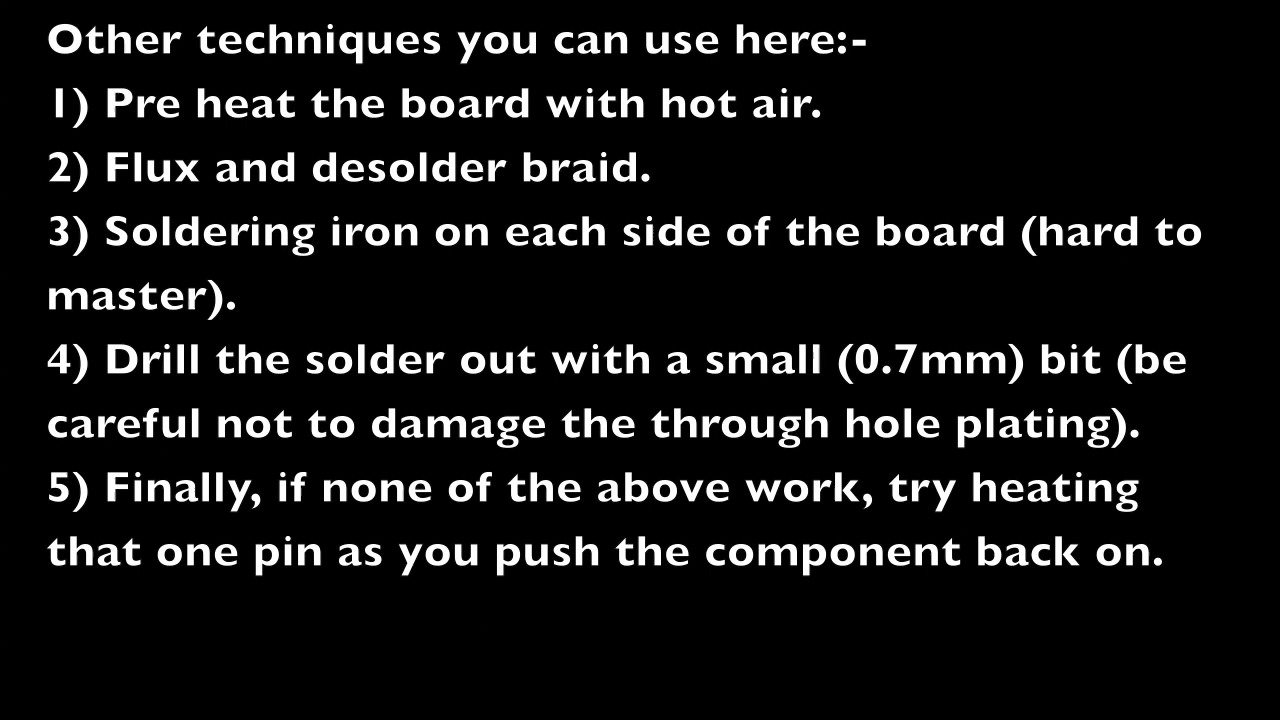 Other techniques you can use here:-
1) Pre heat the board with hot air.
2) Flux and desolder braid.
3) Soldering iron on each side of the board (hard to
master).
4) Drill the solder out with a small (0.7mm) bit (be
careful not to damage the through hole plating).
5) Finally, if none of the above work, try heating
that one pin as you push the component back on.